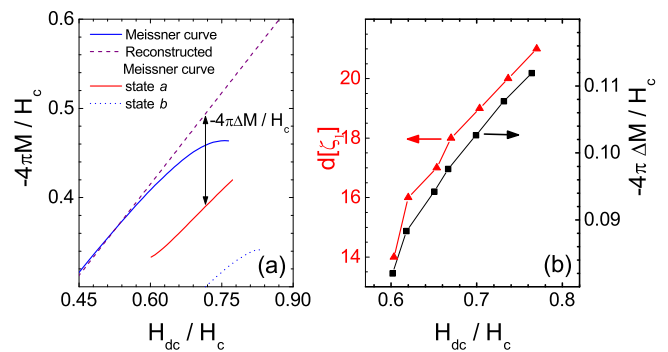 0.6
0.5
0.4
-4πM / H_c
Meissner curve
Reconstructed
Meissner curve
state a
state b
-4πΔM / H_c
(a)
0.45 0.60 0.75 0.90
H_dc / H_c
20
18
16
14
d[ζ_L]
(b)
0.6 0.7 0.8
H_dc / H_c
0.11
0.10
0.09
-4π ΔM / H_c